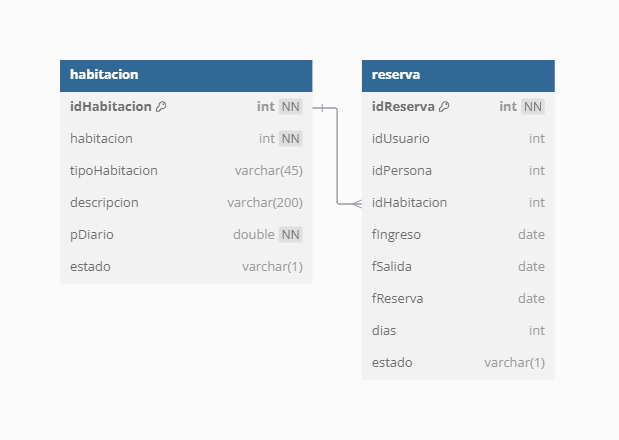 habitacion
idHabitacion int NN
habitacion int NN
tipoHabitacion varchar(45)
descripcion varchar(200)
pDiario double NN
estado varchar(1)
reserva
idReserva int NN
idUsuario int
idPersona int
idHabitacion int
fIngreso date
fSalida date
fReserva date
dias int
estado varchar(1)